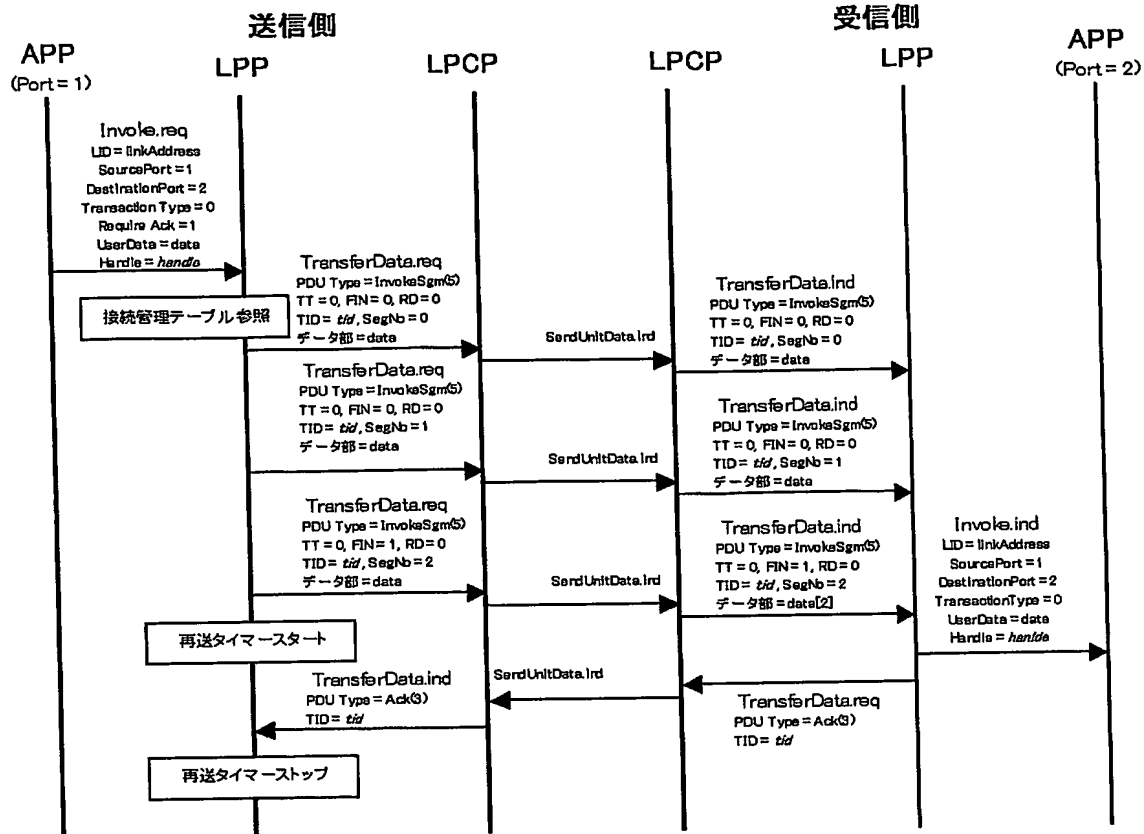 送信側
受信側
APP
(Port=1)
LPP
LPCP
LPCP
LPP
APP
(Port=2)
Invoke.req
LID=linkAddress
SourcePort=1
DestinationPort=2
Transaction Type=0
Require Ack=1
UserData=data
Handle=handle
接続管理テーブル参照
TransferData.req
PDU Type=InvokeSgm(5)
TT=0, FIN=0, RD=0
TID=tid, SegNo=0
データ部=data
SendUnitData.ird
TransferData.ind
PDU Type=InvokeSgm(5)
TT=0, FIN=0, RD=0
TID=tid, SegNo=0
データ部=data
TransferData.req
PDU Type=InvokeSgm(5)
TT=0, FIN=0, RD=0
TID=tid, SegNo=1
データ部=data
SendUnitData.ird
TransferData.ind
PDU Type=InvokeSgm(5)
TT=0, FIN=0, RD=0
TID=tid, SegNo=1
データ部=data
TransferData.req
PDU Type=InvokeSgm(5)
TT=0, FIN=1, RD=0
TID=tid, SegNo=2
データ部=data
SendUnitData.ird
TransferData.ind
PDU Type=InvokeSgm(5)
TT=0, FIN=1, RD=0
TID=tid, SegNo=2
データ部=data[2]
Invoke.ind
LID=linkAddress
SourcePort=1
DestinationPort=2
TransactionType=0
UserData=data
Handle=hanlde
再送タイマースタート
TransferData.ind
PDU Type=Ack(3)
TID=tid
SendUnitData.ird
TransferData.req
PDU Type=Ack(3)
TID=tid
再送タイマーストップ